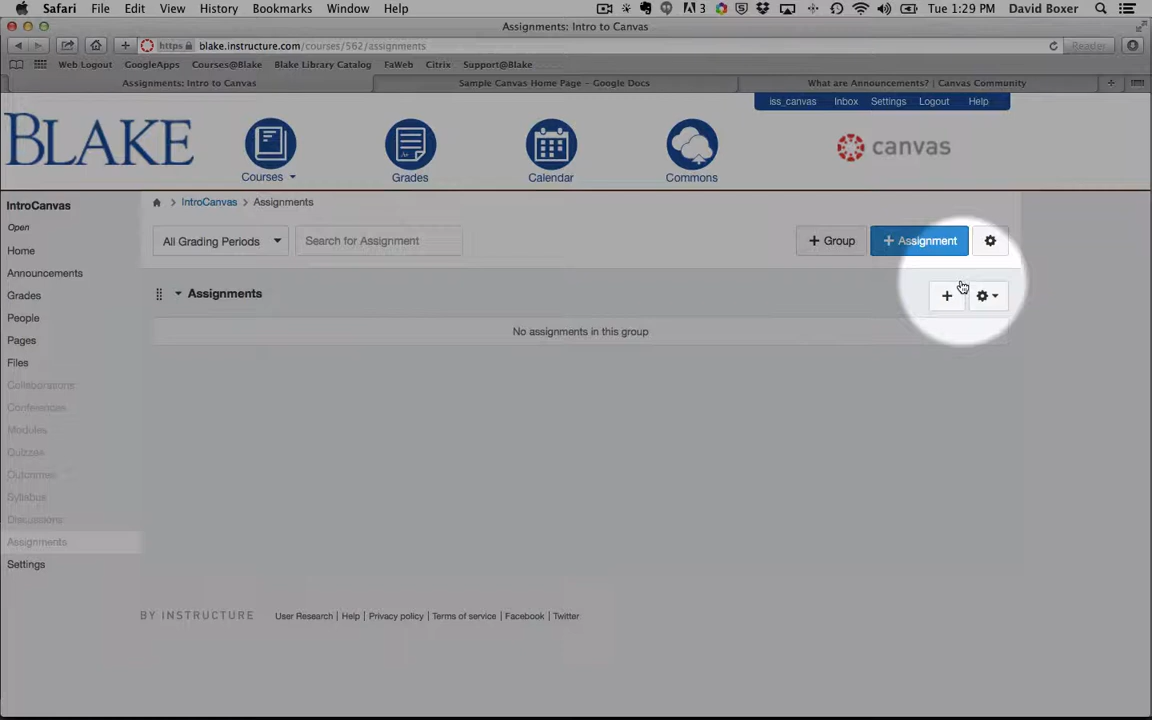 Safari File Edit View History Bookmarks Window Help 3 Tue 1:29 PM David Boxer
Assignments: Intro to Canvas
https blake.instructure.com/courses/562/assignments Reader
Web Logout GoogleApps Courses@Blake Blake Library Catalog FaWeb Citrix Support@Blake
Assignments: Intro to Canvas Sample Canvas Home Page – Google Docs What are Announcements? | Canvas Community
iss_canvas Inbox Settings Logout Help
BLAKE
canvas
Courses Grades Calendar Commons
IntroCanvas
Open
Home
Announcements
Grades
People
Pages
Files
Collaborations
Conferences
Modules
Quizzes
Outcomes
Syllabus
Discussions
Assignments
Settings
> IntroCanvas > Assignments
All Grading Periods Search for Assignment + Group + Assignment
Assignments +
No assignments in this group
BY INSTRUCTURE User Research | Help | Privacy policy | Terms of service | Facebook | Twitter